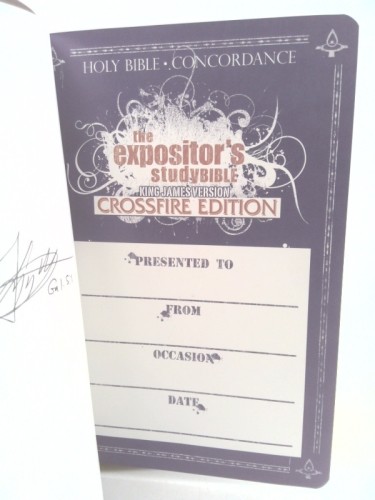 HOLY BIBLE • CONCORDANCE
the
expositor's
studyBIBLE
KING JAMES VERSION
CROSSFIRE EDITION
PRESENTED TO
FROM
OCCASION
DATE